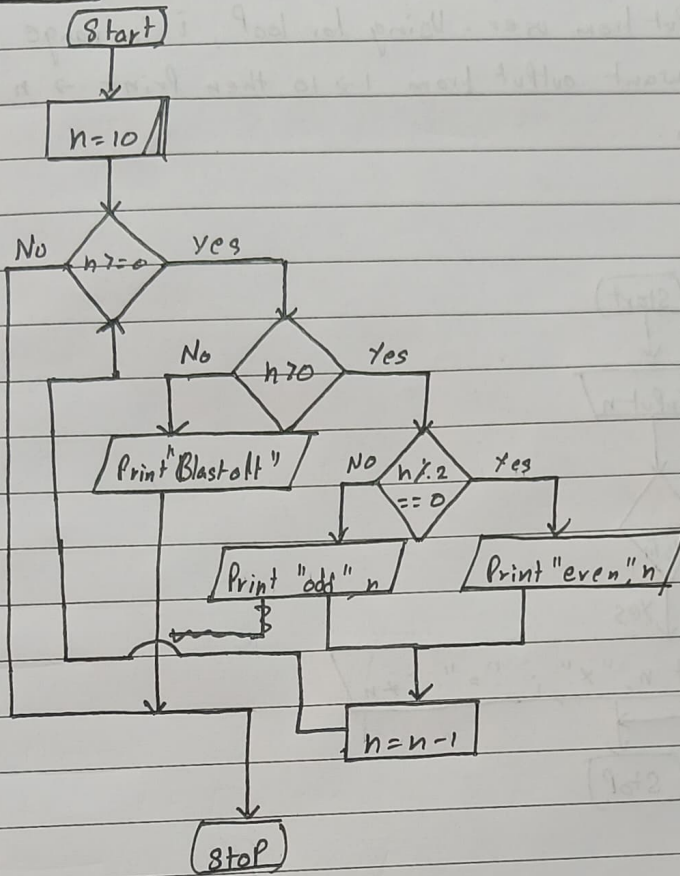 Start
n=10
No
Yes
n>=0
No
Yes
n>0
Print "Blastoff"
No
Yes
n%2
==0
Print "odd" n
Print "even", n
n=n-1
Stop